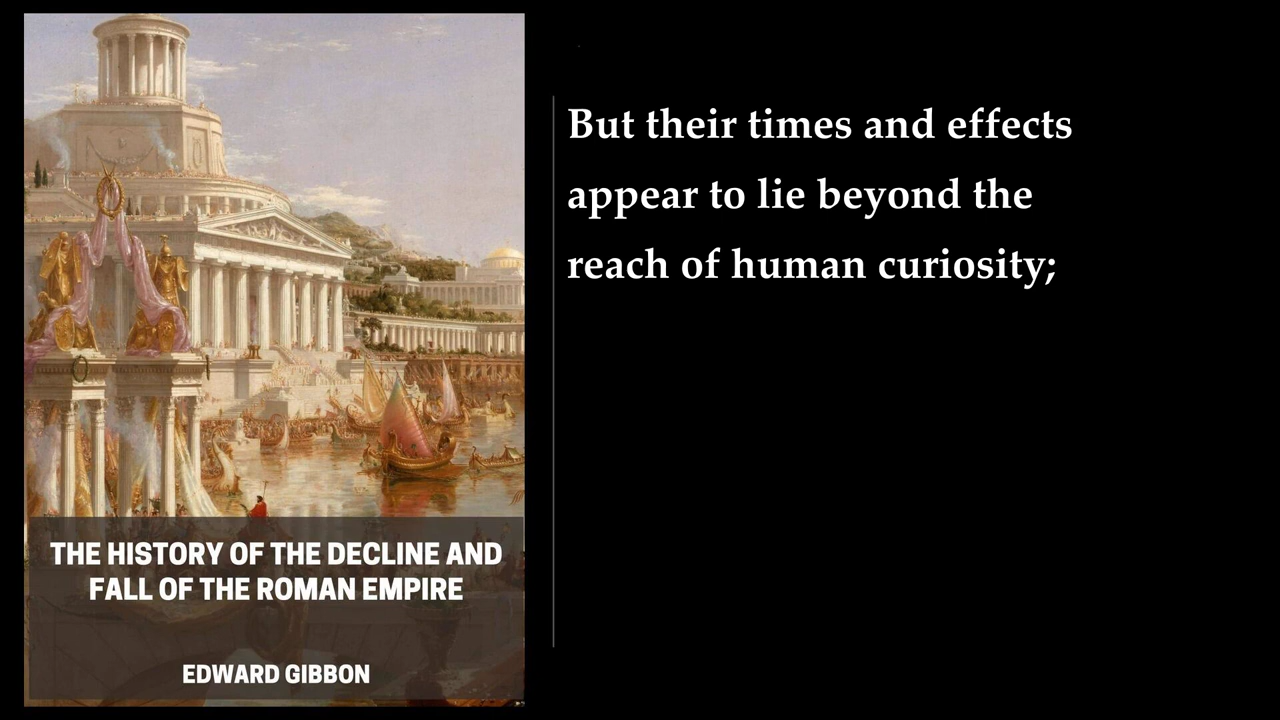 THE HISTORY OF THE DECLINE AND
FALL OF THE ROMAN EMPIRE
EDWARD GIBBON
But their times and effects
appear to lie beyond the
reach of human curiosity;